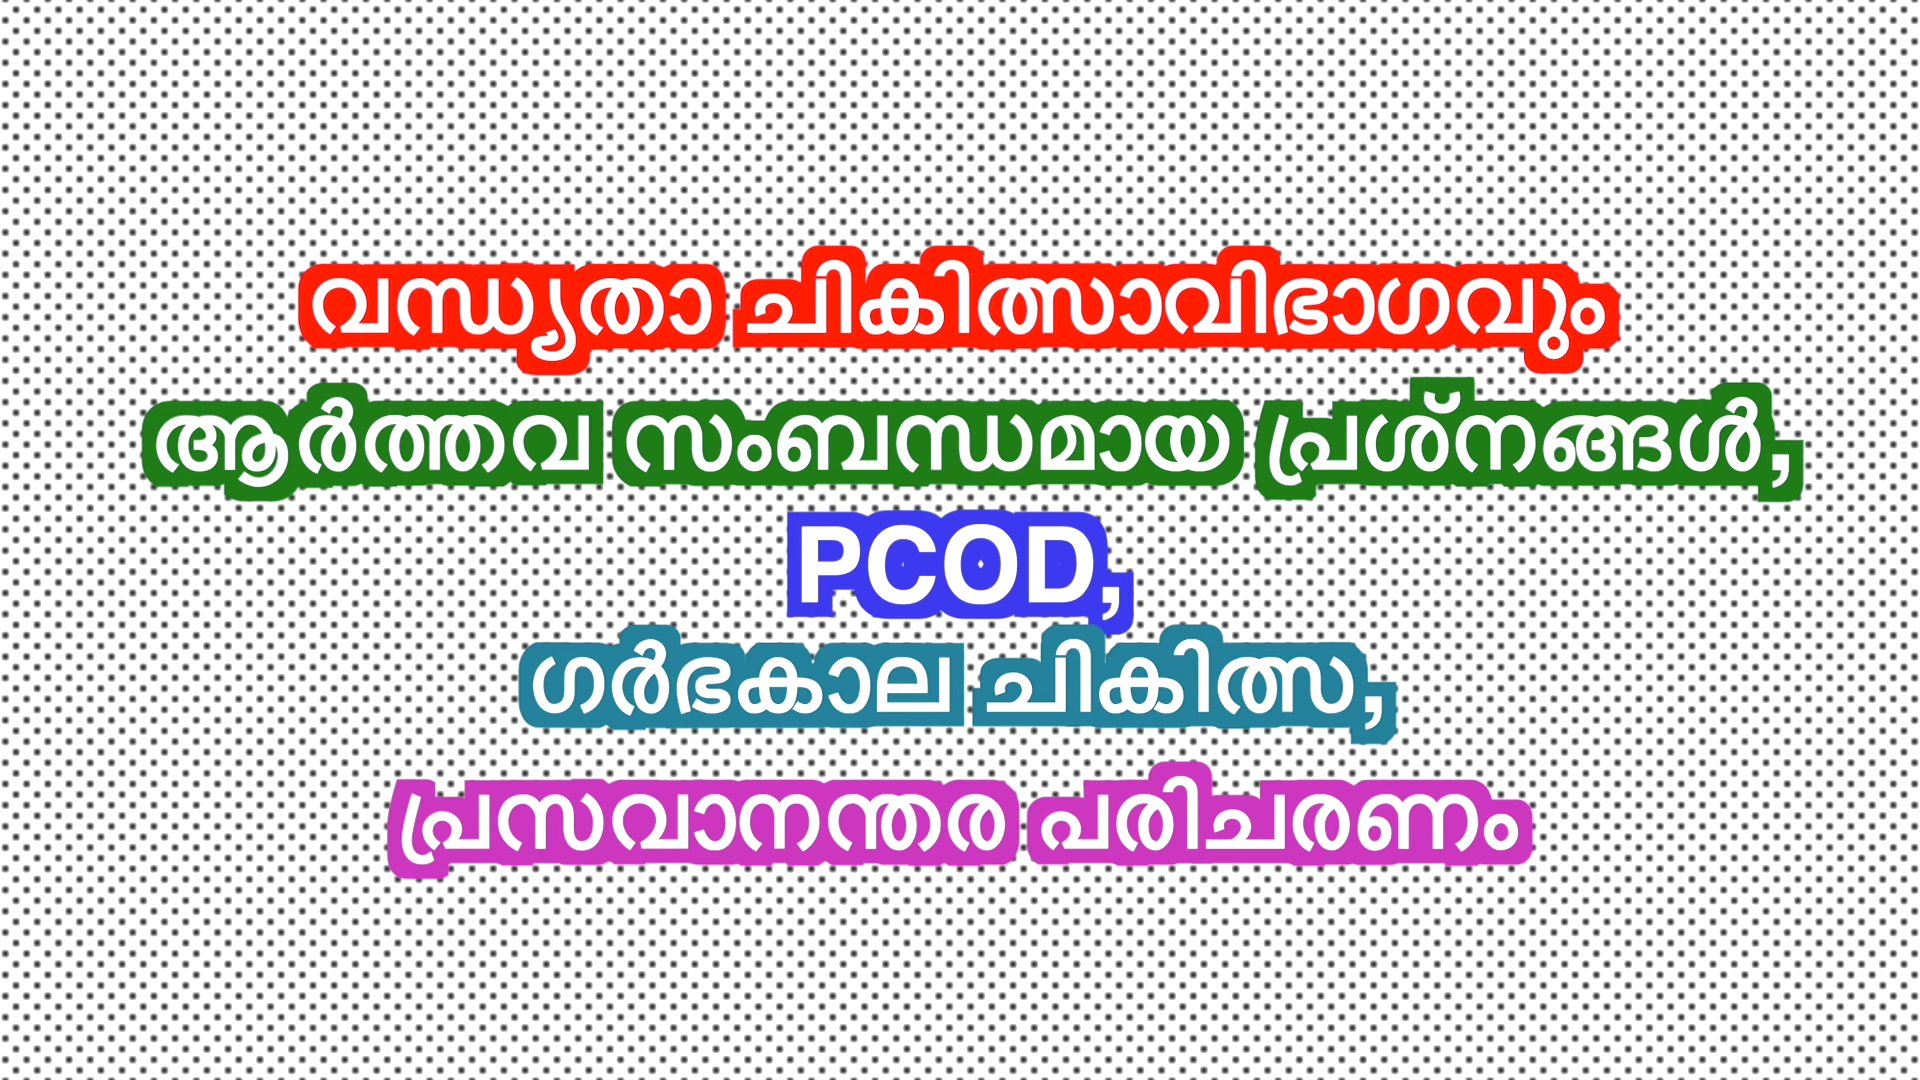 വന്ധ്യതാ ചികിത്സാവിഭാഗവും
ആർത്തവ സംബന്ധമായ പ്രശ്നങ്ങൾ,
PCOD,
ഗർഭകാല ചികിത്സ,
പ്രസവാനന്തര പരിചരണം